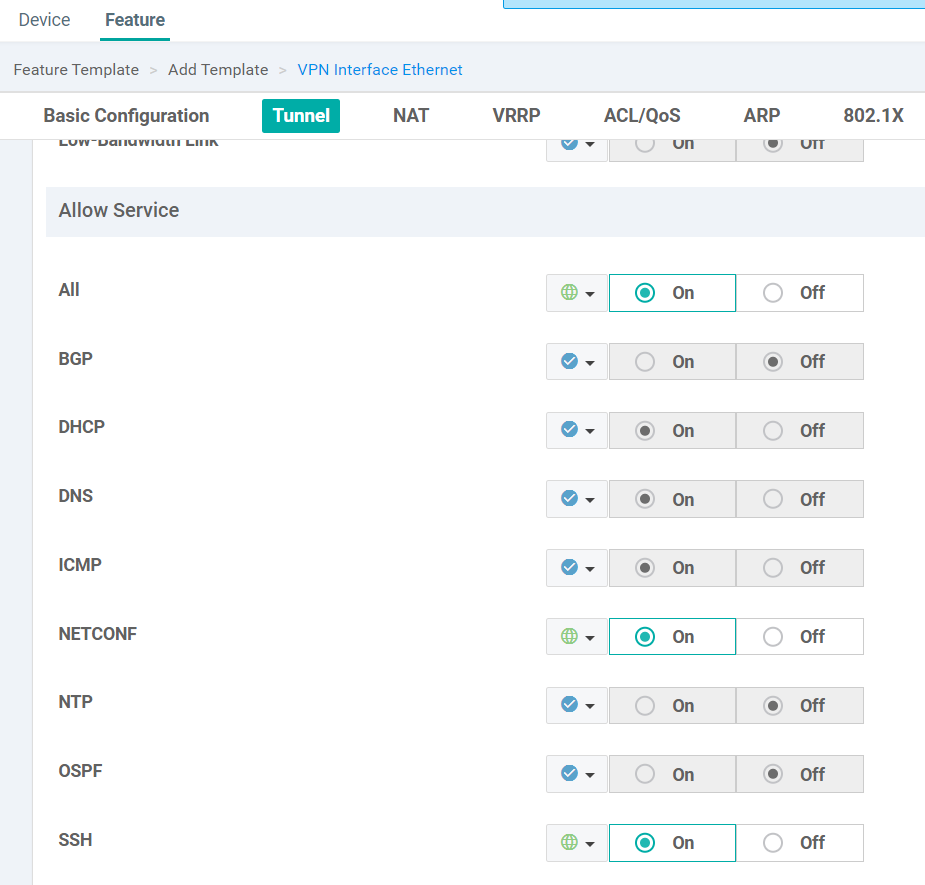 Device Feature
Feature Template > Add Template > VPN Interface Ethernet
Basic Configuration Tunnel NAT VRRP ACL/QoS ARP 802.1X
Low-Bandwidth Link On Off
Allow Service
All On Off
BGP On Off
DHCP On Off
DNS On Off
ICMP On Off
NETCONF On Off
NTP On Off
OSPF On Off
SSH On Off